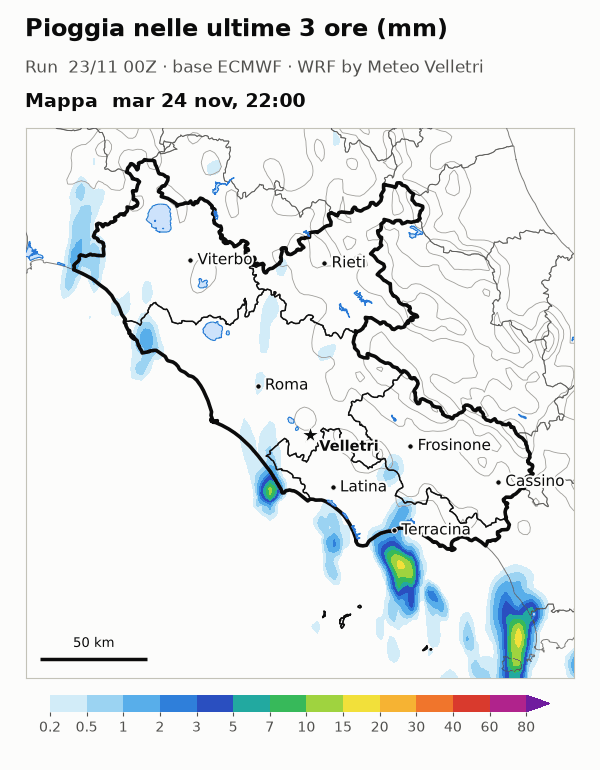 Pioggia nelle ultime 3 ore (mm)
Run  23/11 00Z · base ECMWF · WRF by Meteo Velletri
Mappa  mar 24 nov, 22:00
Viterbo
Rieti
Roma
Velletri
Frosinone
Cassino
Latina
Terracina
50 km
0.2 0.5 1 2 3 5 7 10 15 20 30 40 60 80